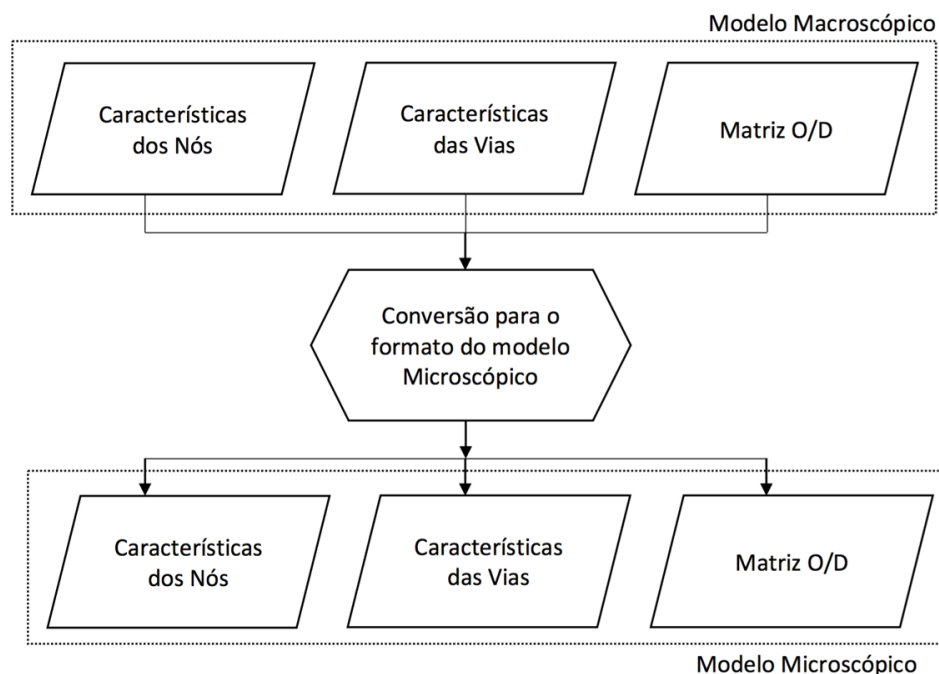 Modelo Macroscópico
Características
dos Nós
Características
das Vias
Matriz O/D
Conversão para o
formato do modelo
Microscópico
Características
dos Nós
Características
das Vias
Matriz O/D
Modelo Microscópico